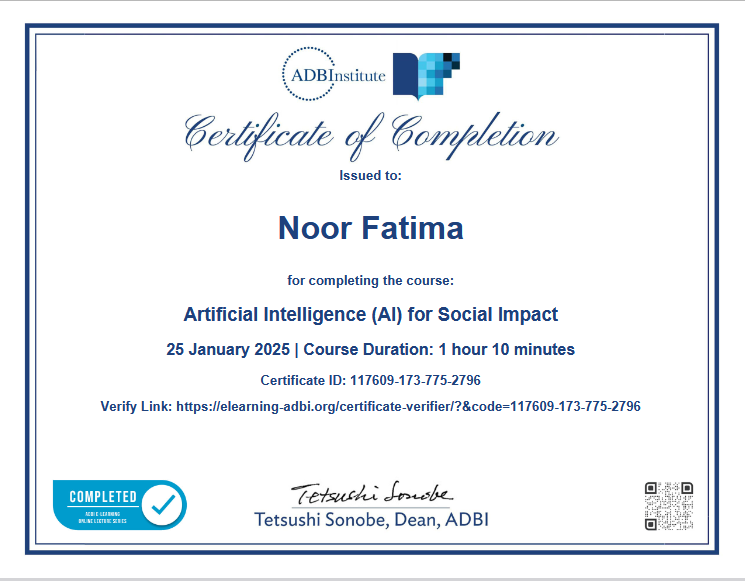 ADBInstitute
Certificate of Completion
Issued to:
Noor Fatima
for completing the course:
Artificial Intelligence (AI) for Social Impact
25 January 2025 | Course Duration: 1 hour 10 minutes
Certificate ID: 117609-173-775-2796
Verify Link: https://elearning-adbi.org/certificate-verifier/?&code=117609-173-775-2796
COMPLETED
ADBI E-LEARNING
ONLINE LECTURE SERIES
Tetsushi Sonobe
Tetsushi Sonobe, Dean, ADBI